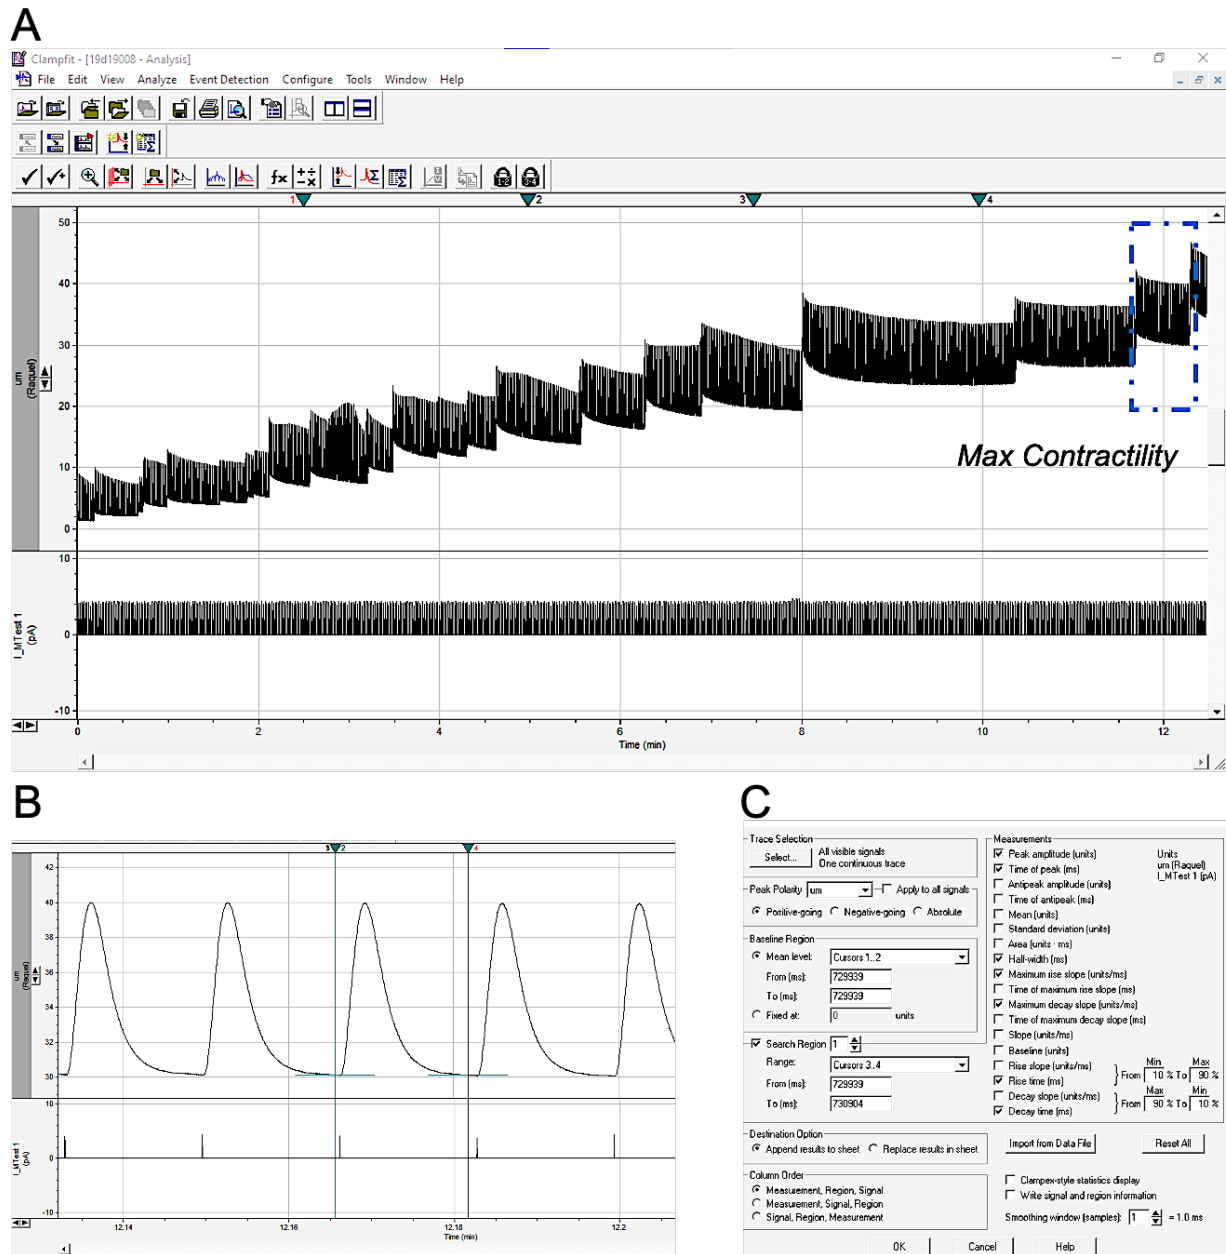 A
Clampfit - [19d19008 - Analysis]
File Edit View Analyze Event Detection Configure Tools Window Help
1 2 3 4
50
40
30
20
10
0
um
(Raquel)
Max Contractility
10
0
-10
I_MTest 1
(pA)
0 2 4 6 8 10 12
Time (min)
B
3 2 4
42
40
38
36
34
32
30
um
(Raquel)
10
0
-10
I_MTest 1
(pA)
12.14 12.16 12.18 12.2
Time (min)
C
Trace Selection
Select... All visible signals
One continuous trace
Peak Polarity um Apply to all signals
Positive-going Negative-going Absolute
Baseline Region
Mean level: Cursors 1..2
From (ms): 729939
To (ms): 729939
Fixed at: 0 units
Search Region 1
Range: Cursors 3..4
From (ms): 729939
To (ms): 730904
Destination Option
Append results to sheet Replace results in sheet
Column Order
Measurement, Region, Signal
Measurement, Signal, Region
Signal, Region, Measurement
Measurements
Peak amplitude (units)
Time of peak (ms)
Antipeak amplitude (units)
Time of antipeak (ms)
Mean (units)
Standard deviation (units)
Area (units · ms)
Half-width (ms)
Maximum rise slope (units/ms)
Time of maximum rise slope (ms)
Maximum decay slope (units/ms)
Time of maximum decay slope (ms)
Slope (units/ms)
Baseline (units)
Rise slope (units/ms)
Rise time (ms)
Decay slope (units/ms)
Decay time (ms)
Units
um (Raquel)
I_MTest 1 (pA)
Min Max
From 10 % To 90 %
Max Min
From 90 % To 10 %
Import from Data File Reset All
Clampex-style statistics display
Write signal and region information
Smoothing window (samples): 1 = 1.0 ms
OK Cancel Help